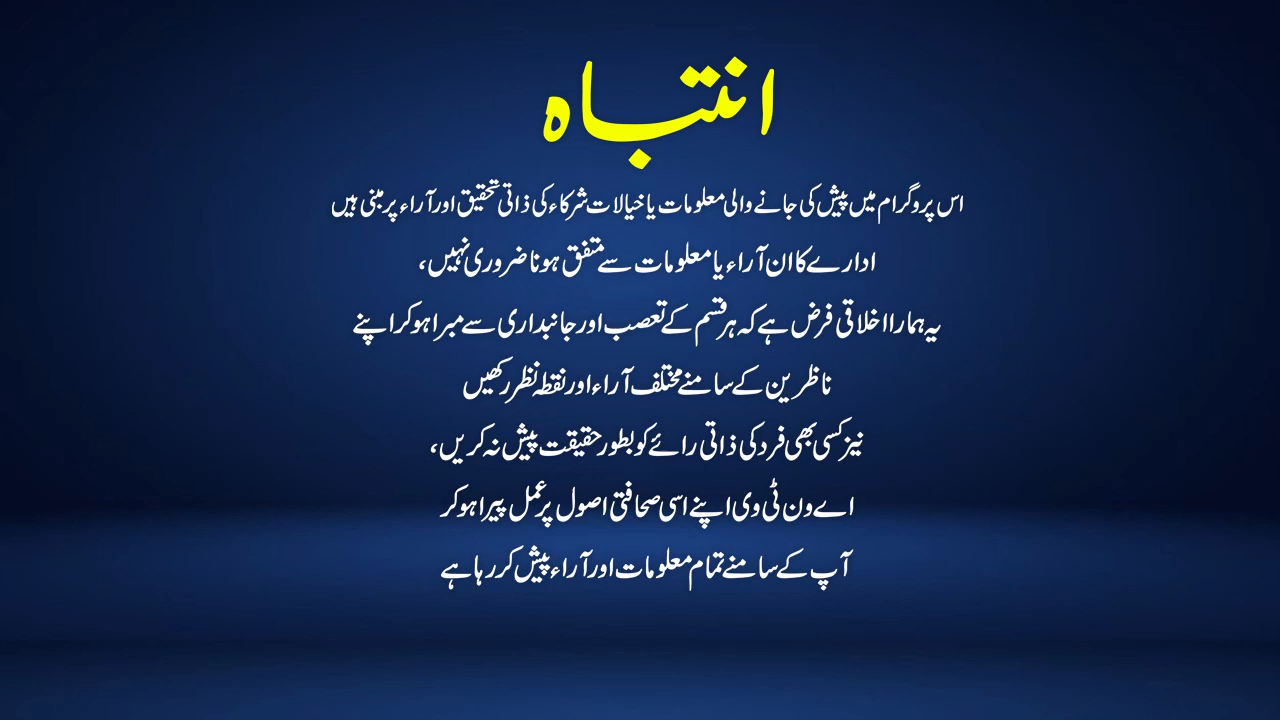 انتباہ
اس پروگرام میں پیش کی جانے والی معلومات یا خیالات شرکاء کی ذاتی تحقیق اور آراء پر مبنی ہیں
ادارے کا ان آراء یا معلومات سے متفق ہونا ضروری نہیں،
یہ ہمارا اخلاقی فرض ہے کہ ہر قسم کے تعصب اور جانبداری سے مبرا ہو کر اپنے
ناظرین کے سامنے مختلف آراء اور نقطہ نظر رکھیں
نیز کسی بھی فرد کی ذاتی رائے کو بطور حقیقت پیش نہ کریں،
اے ون ٹی وی اپنے اسی صحافتی اصول پر عمل پیرا ہو کر
آپ کے سامنے تمام معلومات اور آراء پیش کر رہا ہے